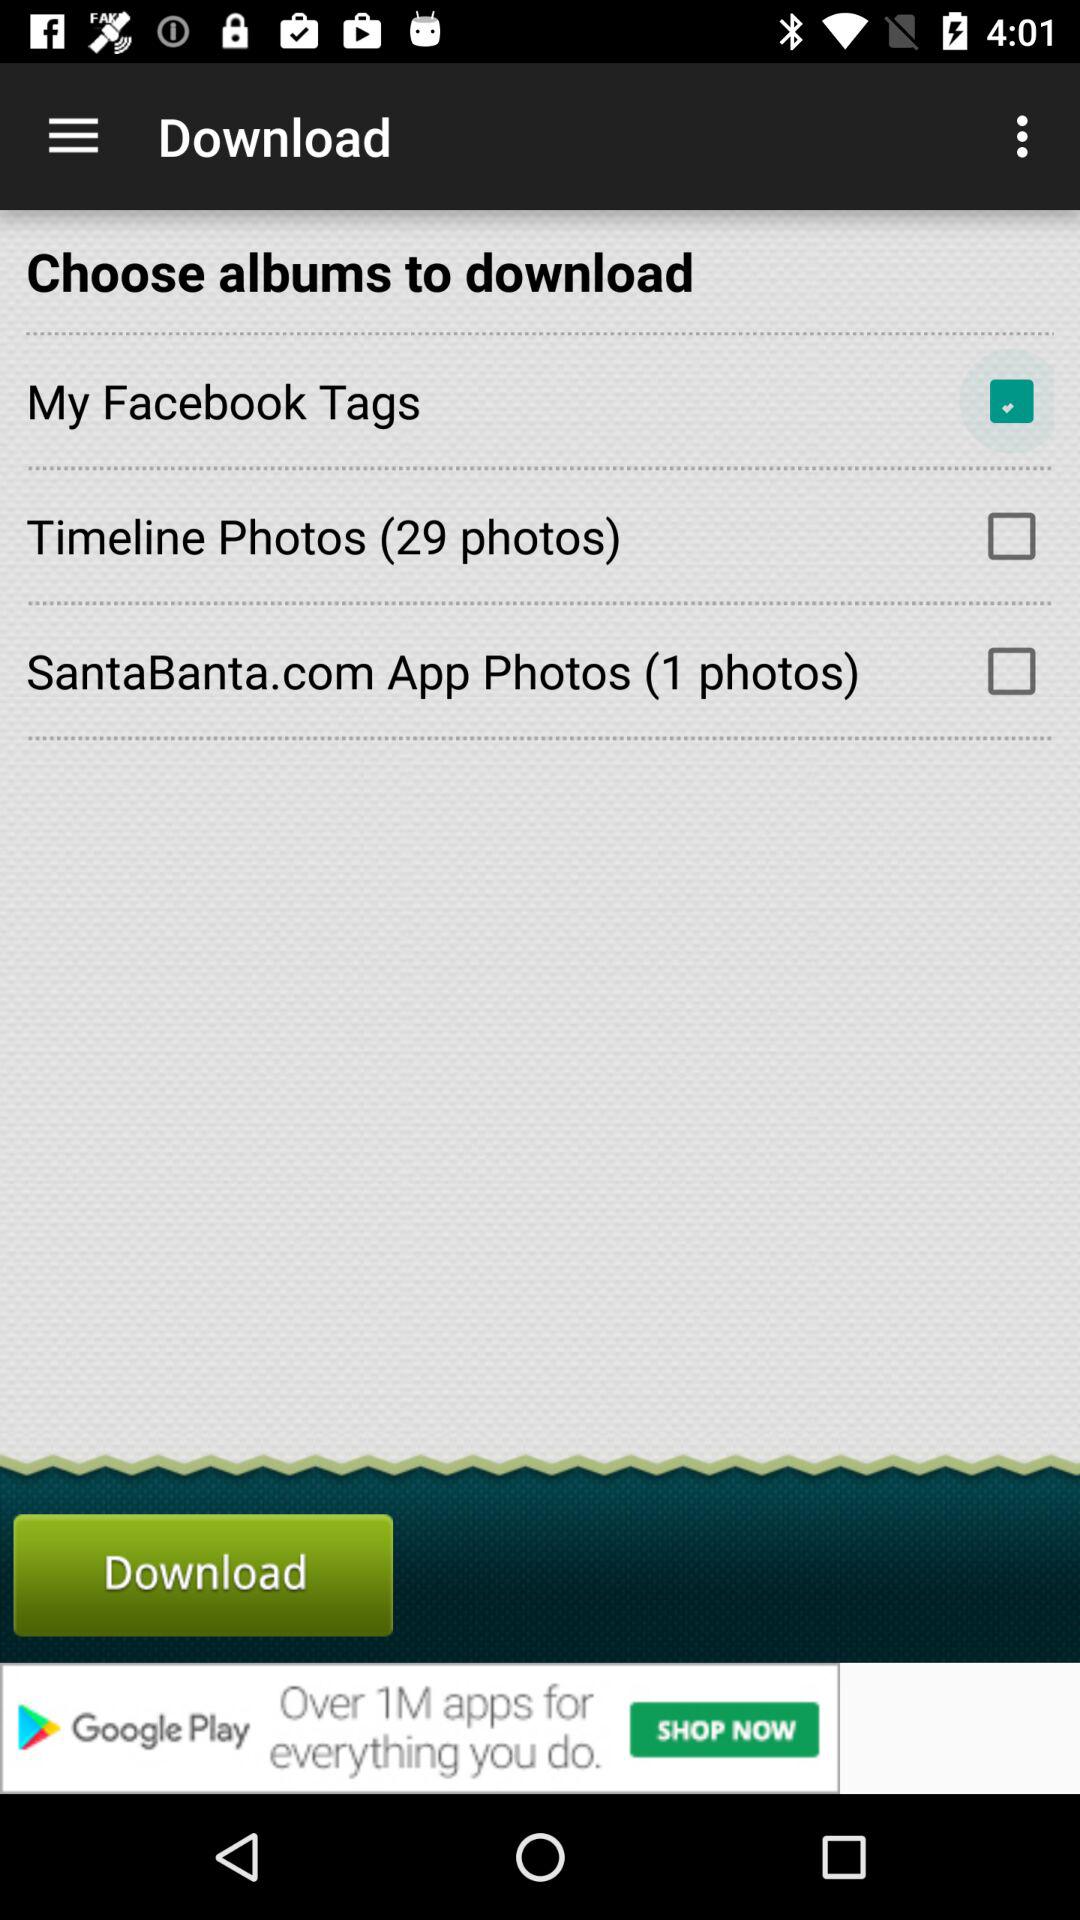 FAKE
4:01
Download
Choose albums to download
My Facebook Tags
Timeline Photos (29 photos)
SantaBanta.com App Photos (1 photos)
Download
Google Play
Over 1M apps for
everything you do.
SHOP NOW